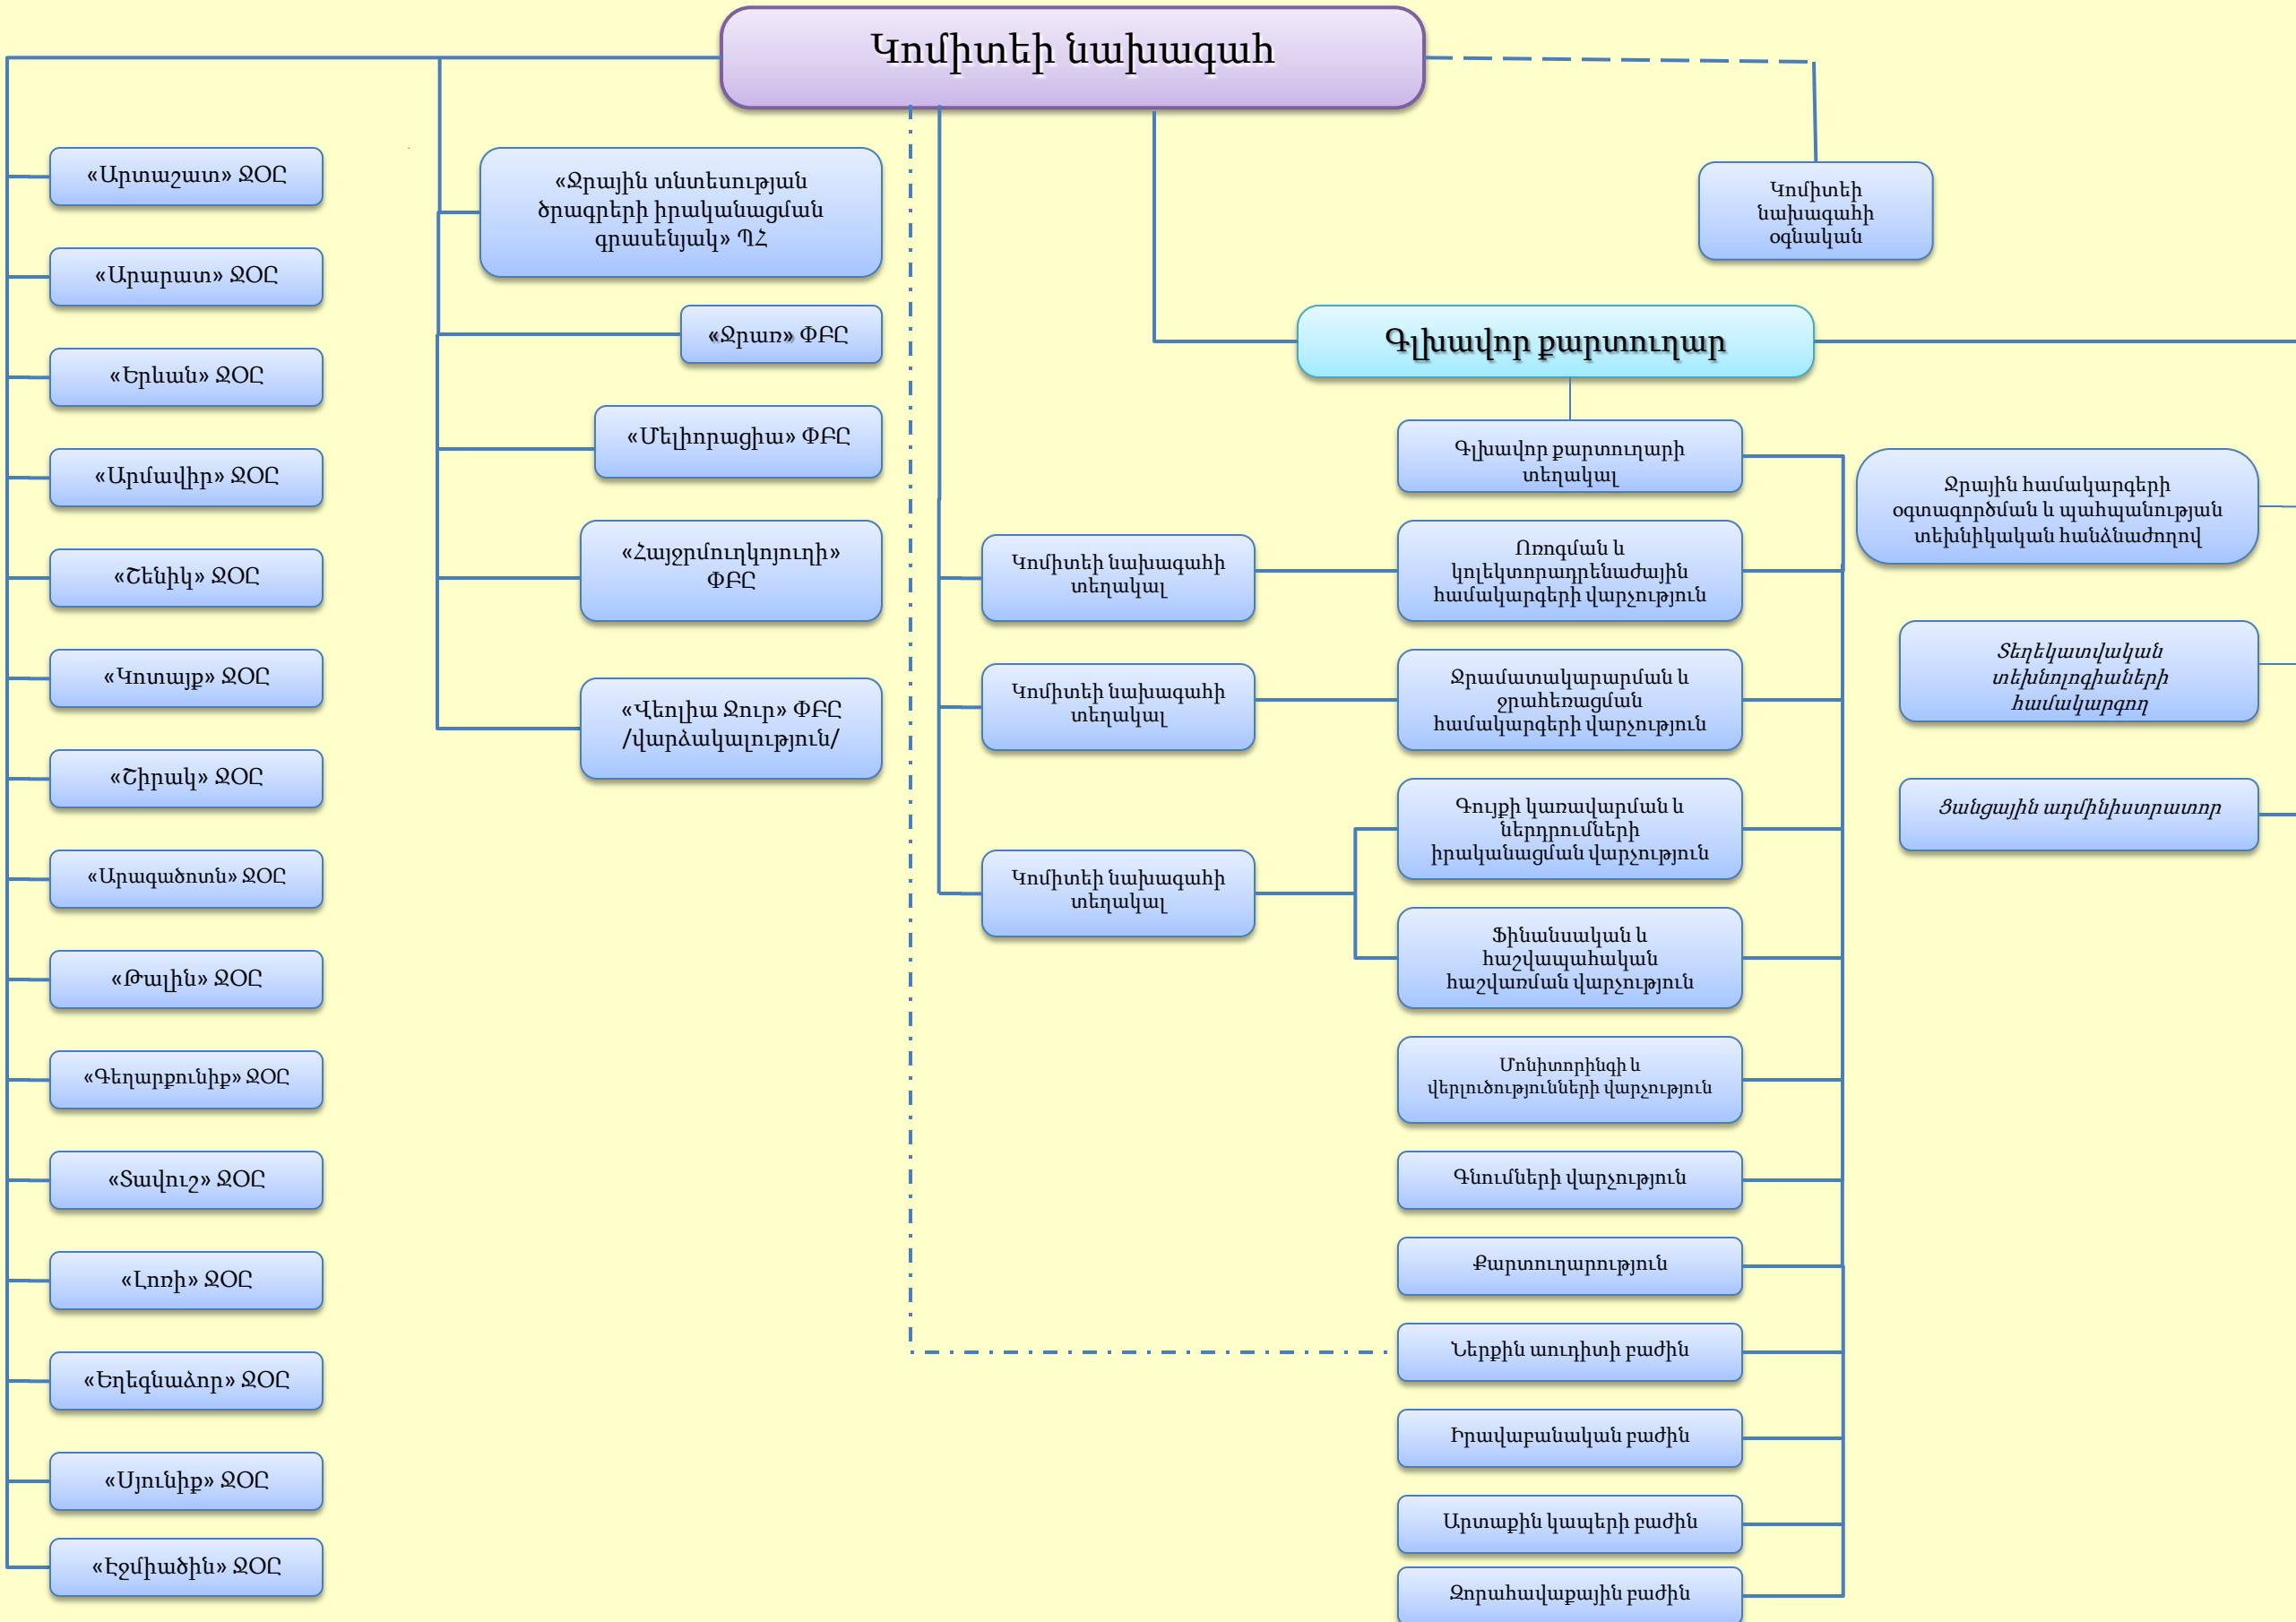 Կոմիտեի նախագահ
«Արտաշատ» ՋՕԸ
«Արարատ» ՋՕԸ
«Երևան» ՋՕԸ
«Արմավիր» ՋՕԸ
«Շենիկ» ՋՕԸ
«Կոտայք» ՋՕԸ
«Շիրակ» ՋՕԸ
«Արագածոտն» ՋՕԸ
«Թալին» ՋՕԸ
«Գեղարքունիք» ՋՕԸ
«Տավուշ» ՋՕԸ
«Լոռի» ՋՕԸ
«Եղեգնաձոր» ՋՕԸ
«Սյունիք» ՋՕԸ
«Էջմիածին» ՋՕԸ
«Ջրային տնտեսության
ծրագրերի իրականացման
գրասենյակ» ՊՀ
«Ջրառ» ՓԲԸ
«Մելիորացիա» ՓԲԸ
«Հայջրմուղկոյուղի»
ՓԲԸ
«Վեոլիա Ջուր» ՓԲԸ
/վարձակալություն/
Կոմիտեի նախագահի
տեղակալ
Կոմիտեի նախագահի
տեղակալ
Կոմիտեի նախագահի
տեղակալ
Կոմիտեի
նախագահի
օգնական
Գլխավոր քարտուղար
Գլխավոր քարտուղարի
տեղակալ
Ոռոգման և
կոլեկտորադրենաժային
համակարգերի վարչություն
Ջրամատակարարման և
ջրահեռացման
համակարգերի վարչություն
Գույքի կառավարման և
ներդրումների
իրականացման վարչություն
Ֆինանսական և
հաշվապահական
հաշվառման վարչություն
Մոնիտորինգի և
վերլուծությունների վարչություն
Գնումների վարչություն
Քարտուղարություն
Ներքին աուդիտի բաժին
Իրավաբանական բաժին
Արտաքին կապերի բաժին
Զորահավաքային բաժին
Ջրային համակարգերի
օգտագործման և պահպանության
տեխնիկական հանձնաժողով
Տեղեկատվական
տեխնոլոգիաների
համակարգող
Ցանցային ադմինիստրատոր